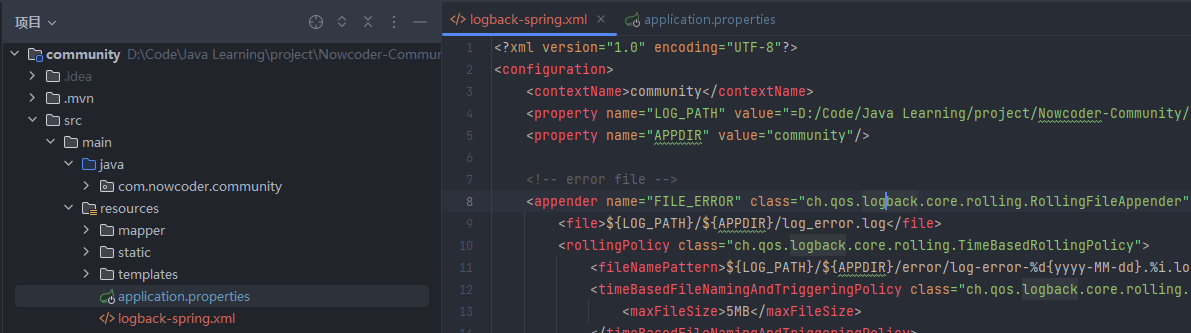 项目
community D:\Code\Java Learning\project\Nowcoder-Commun
.idea
.mvn
src
main
java
com.nowcoder.community
resources
mapper
static
templates
application.properties
logback-spring.xml
logback-spring.xml application.properties
1 <?xml version="1.0" encoding="UTF-8"?>
2 <configuration>
3 <contextName>community</contextName>
4 <property name="LOG_PATH" value="=D:/Code/Java Learning/project/Nowcoder-Community/
5 <property name="APPDIR" value="community"/>
6
7 <!-- error file -->
8 <appender name="FILE_ERROR" class="ch.qos.logback.core.rolling.RollingFileAppender"
9 <file>${LOG_PATH}/${APPDIR}/log_error.log</file>
10 <rollingPolicy class="ch.qos.logback.core.rolling.TimeBasedRollingPolicy">
11 <fileNamePattern>${LOG_PATH}/${APPDIR}/error/log-error-%d{yyyy-MM-dd}.%i.lo
12 <timeBasedFileNamingAndTriggeringPolicy class="ch.qos.logback.core.rolling.
13 <maxFileSize>5MB</maxFileSize>
14 </timeBasedFileNamingAndTriggeringPolicy>